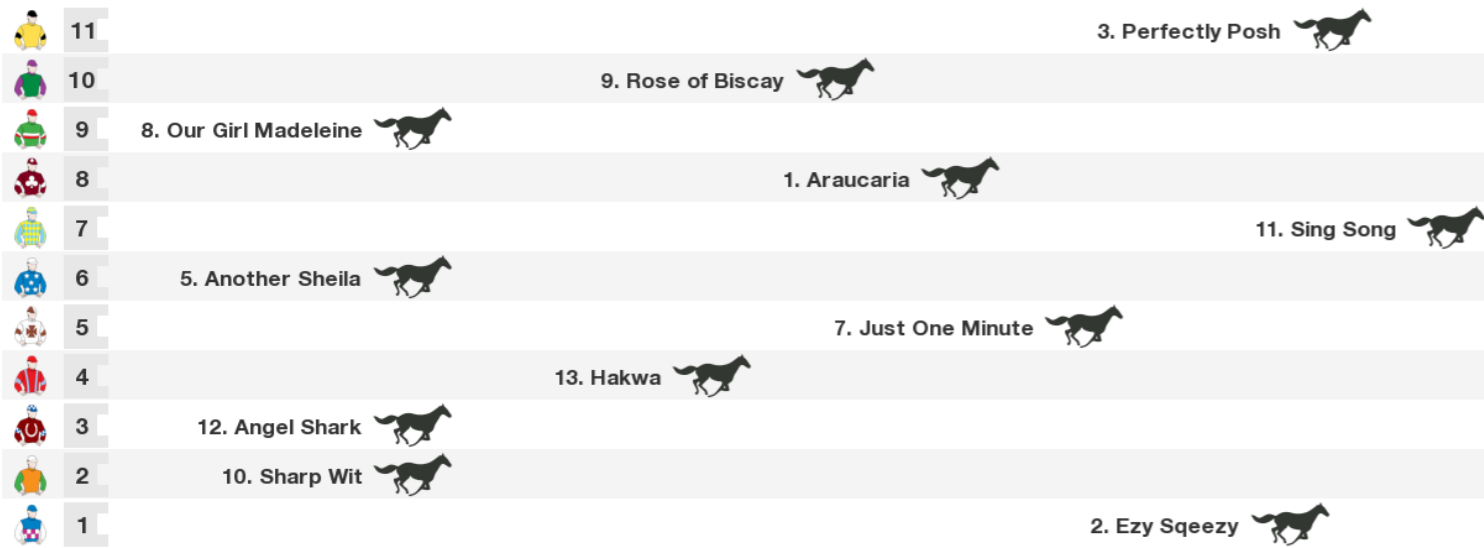 11 3. Perfectly Posh
10 9. Rose of Biscay
9 8. Our Girl Madeleine
8 1. Araucaria
7 11. Sing Song
6 5. Another Sheila
5 7. Just One Minute
4 13. Hakwa
3 12. Angel Shark
2 10. Sharp Wit
1 2. Ezy Sqeezy